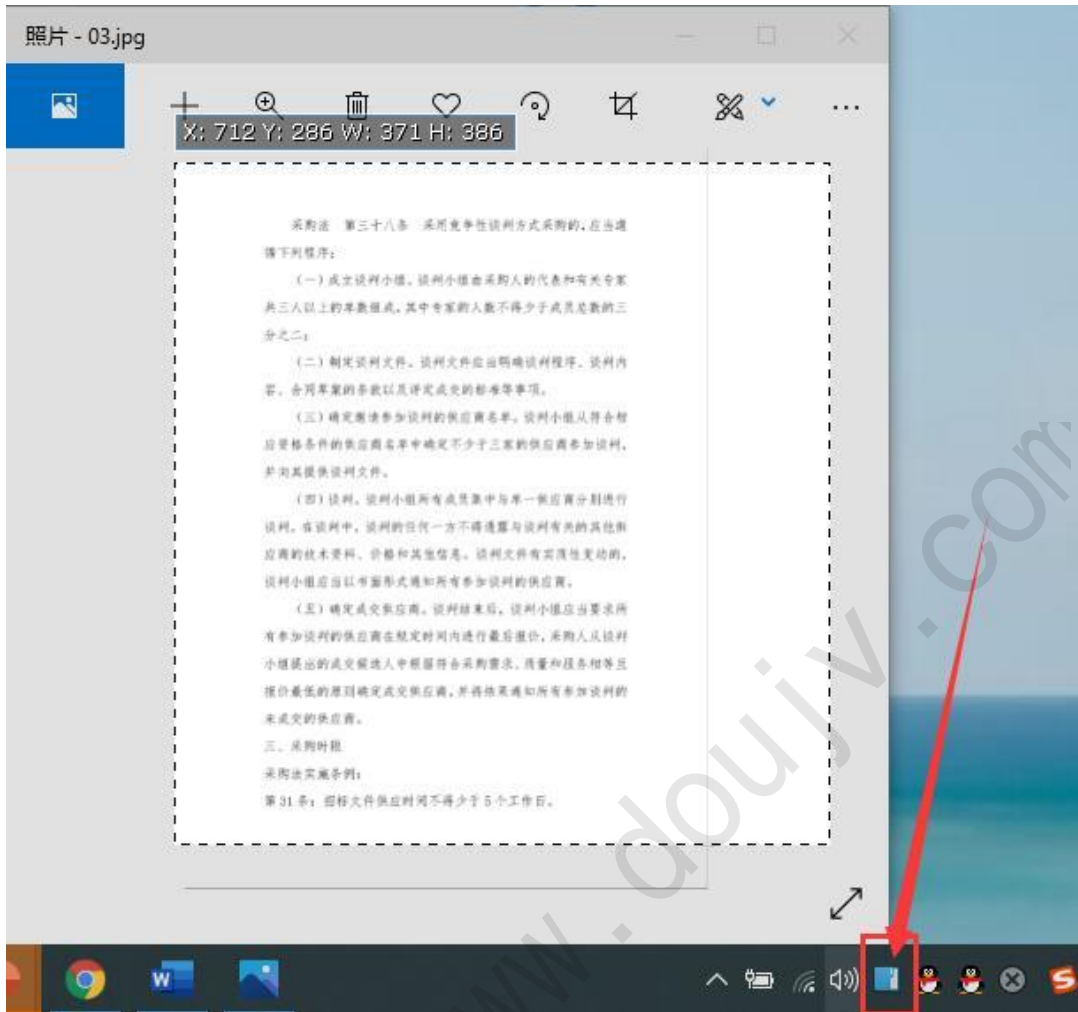 照片 - 03.jpg
X: 712 Y: 286 W: 371 H: 386
采购法 第三十八条 采用竞争性谈判方式采购的，应当遵
循下列程序：
（一）成立谈判小组。谈判小组由采购人的代表和有关专家
共三人以上的单数组成，其中专家的人数不得少于成员总数的三
分之二；
（二）制定谈判文件。谈判文件应当明确谈判程序、谈判内
容、合同草案的条款以及评定成交的标准等事项。
（三）确定邀请参加谈判的供应商名单。谈判小组从符合相
应资格条件的供应商名单中确定不少于三家的供应商参加谈判，
并向其提供谈判文件。
（四）谈判。谈判小组所有成员集中与单一供应商分别进行
谈判。在谈判中，谈判的任何一方不得透露与谈判有关的其他供
应商的技术资料、价格和其他信息。谈判文件有实质性变动的，
谈判小组应当以书面形式通知所有参加谈判的供应商。
（五）确定成交供应商。谈判结束后，谈判小组应当要求所
有参加谈判的供应商在规定时间内进行最后报价，采购人从谈判
小组提出的成交候选人中根据符合采购需求、质量和服务相等且
报价最低的原则确定成交供应商，并将结果通知所有参加谈判的
未成交的供应商。
三、采购时限
采购法实施条例：
第 31 条：招标文件供应时间不得少于 5 个工作日。
W
S
w.doujv.com